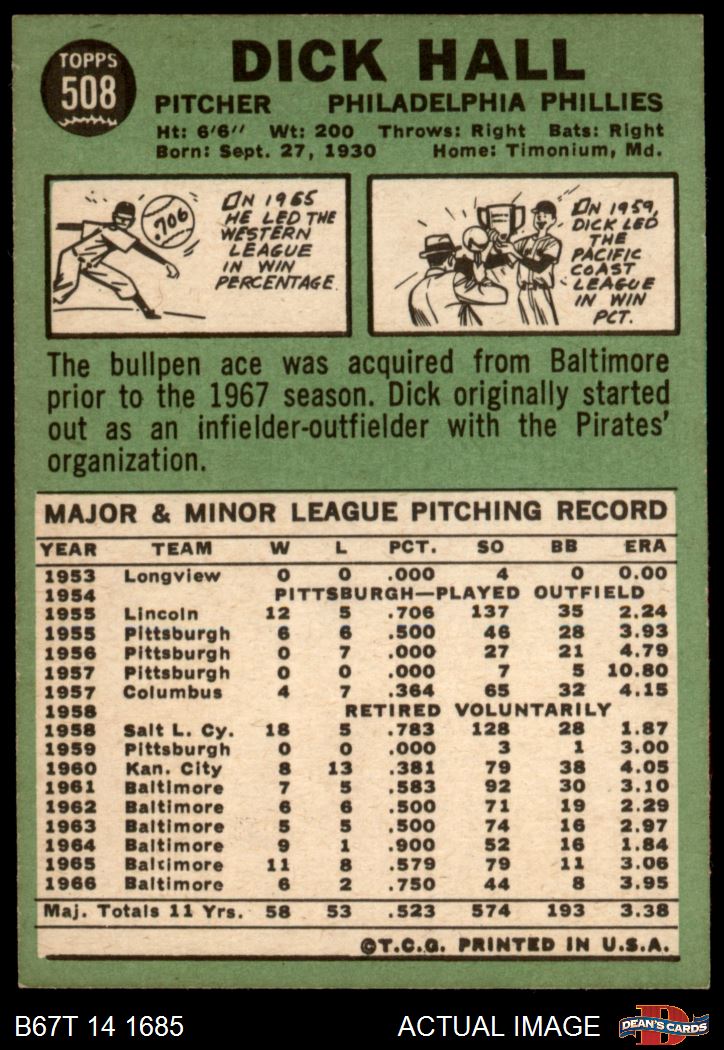 TOPPS
508
DICK HALL
PITCHER PHILADELPHIA PHILLIES
Ht: 6'6" Wt: 200 Throws: Right Bats: Right
Born: Sept. 27, 1930 Home: Timonium, Md.
.706
ON 1965
HE LED THE
WESTERN
LEAGUE
IN WIN
PERCENTAGE.
ON 1959,
DICK LED
THE
PACIFIC
COAST
LEAGUE
IN WIN
PCT.
The bullpen ace was acquired from Baltimore
prior to the 1967 season. Dick originally started
out as an infielder-outfielder with the Pirates'
organization.
MAJOR & MINOR LEAGUE PITCHING RECORD
YEAR TEAM W L PCT. SO BB ERA
1953 Longview 0 0 .000 4 0 0.00
1954 PITTSBURGH—PLAYED OUTFIELD
1955 Lincoln 12 5 .706 137 35 2.24
1955 Pittsburgh 6 6 .500 46 28 3.93
1956 Pittsburgh 0 7 .000 27 21 4.79
1957 Pittsburgh 0 0 .000 7 5 10.80
1957 Columbus 4 7 .364 65 32 4.15
1958 RETIRED VOLUNTARILY
1958 Salt L. Cy. 18 5 .783 128 28 1.87
1959 Pittsburgh 0 0 .000 3 1 3.00
1960 Kan. City 8 13 .381 79 38 4.05
1961 Baltimore 7 5 .583 92 30 3.10
1962 Baltimore 6 6 .500 71 19 2.29
1963 Baltimore 5 5 .500 74 16 2.97
1964 Baltimore 9 1 .900 52 16 1.84
1965 Baltimore 11 8 .579 79 11 3.06
1966 Baltimore 6 2 .750 44 8 3.95
Maj. Totals 11 Yrs. 58 53 .523 574 193 3.38
©T.C.G. PRINTED IN U.S.A.
B67T 14 1685 ACTUAL IMAGE
D
DEAN'S CARDS